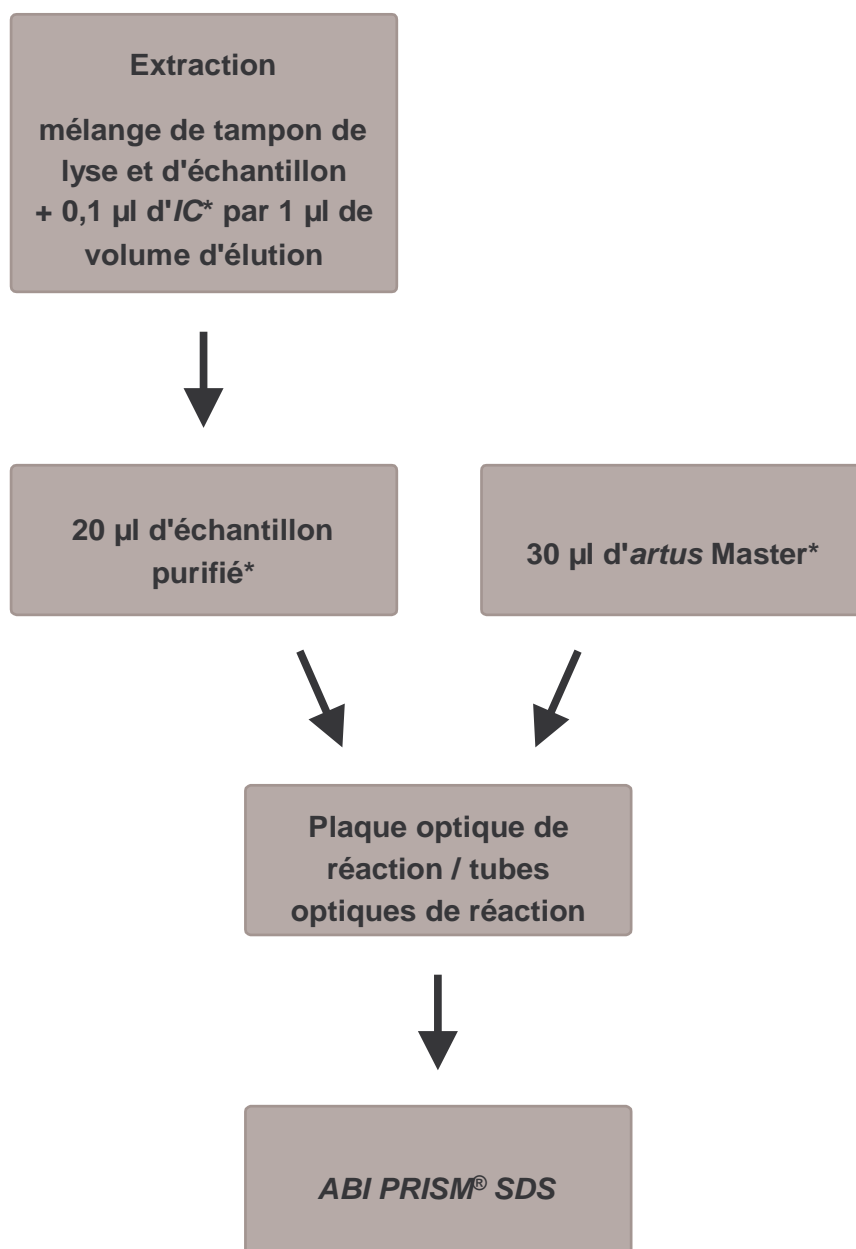 Extraction
mélange de tampon de
lyse et d'échantillon
+ 0,1 µl d'IC* par 1 µl de
volume d'élution
20 µl d'échantillon
purifié*
30 µl d'artus Master*
Plaque optique de
réaction / tubes
optiques de réaction
ABI PRISM® SDS